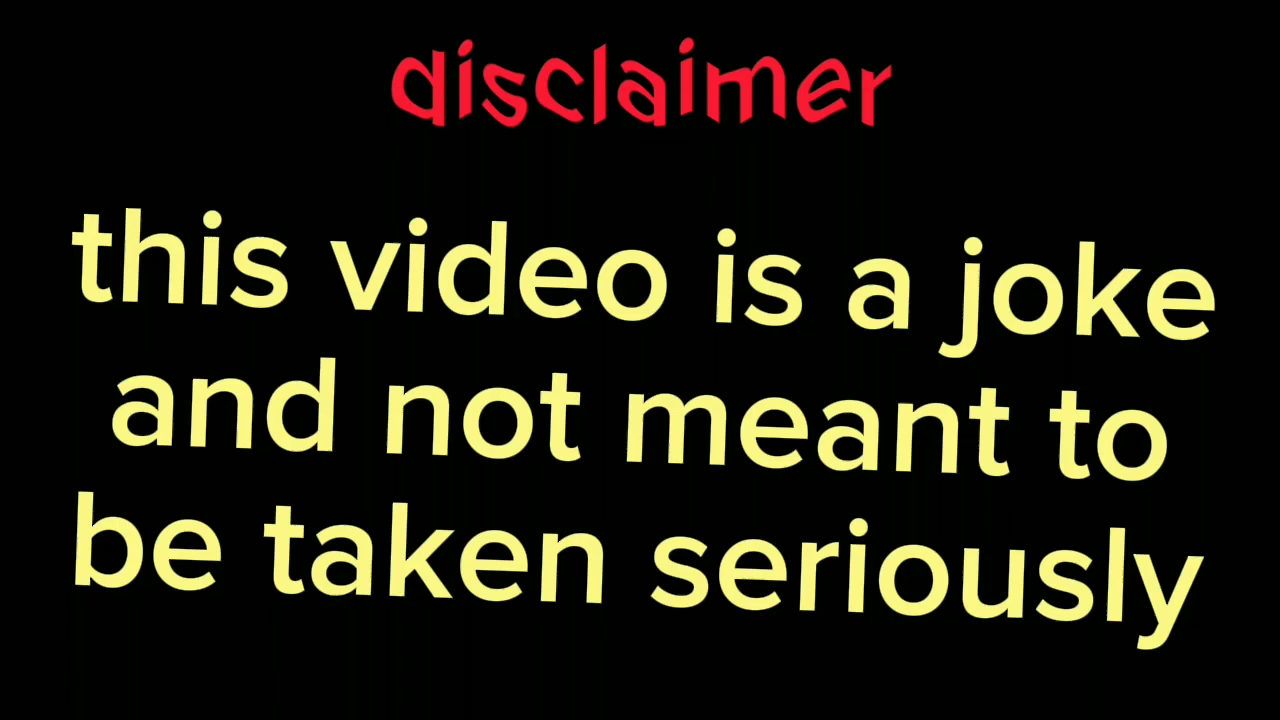 disclaimer
this video is a joke
and not meant to
be taken seriously